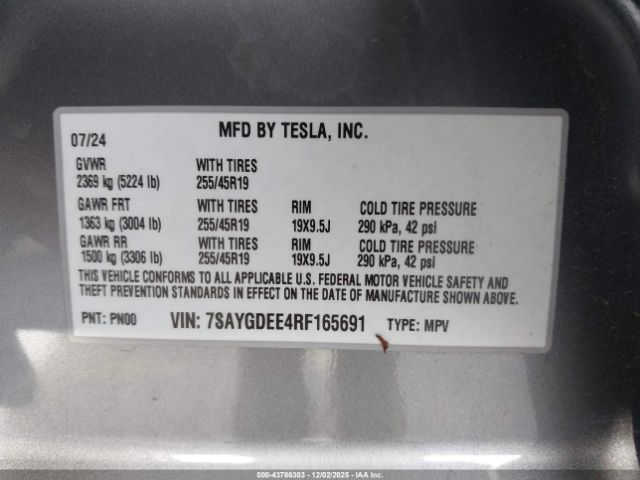 07/24 MFD BY TESLA, INC.
GVWR WITH TIRES
2369 kg (5224 lb) 255/45R19
GAWR FRT WITH TIRES RIM COLD TIRE PRESSURE
1363 kg (3004 lb) 255/45R19 19X9.5J 290 kPa, 42 psi
GAWR RR WITH TIRES RIM COLD TIRE PRESSURE
1500 kg (3306 lb) 255/45R19 19X9.5J 290 kPa, 42 psi
THIS VEHICLE CONFORMS TO ALL APPLICABLE U.S. FEDERAL MOTOR VEHICLE SAFETY AND
THEFT PREVENTION STANDARDS IN EFFECT ON THE DATE OF MANUFACTURE SHOWN ABOVE.
PNT: PN00 VIN: 7SAYGDEE4RF165691 TYPE: MPV
000-43786303 - 12/02/2025 - IAA, Inc.